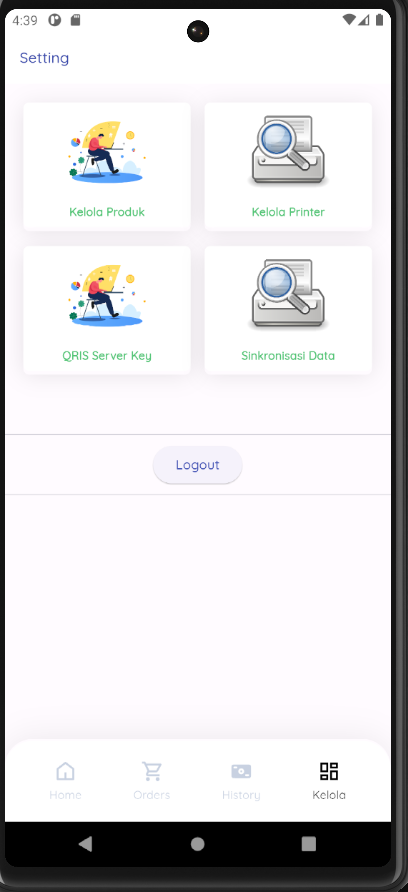 4:39
Setting
Kelola Produk
Kelola Printer
QRIS Server Key
Sinkronisasi Data
Logout
Home
Orders
History
Kelola